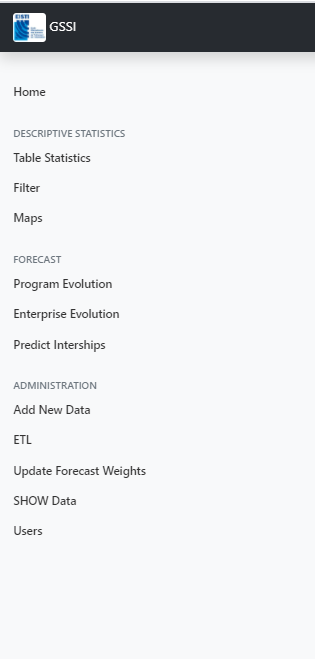 EISTI
GSSI
Home
DESCRIPTIVE STATISTICS
Table Statistics
Filter
Maps
FORECAST
Program Evolution
Enterprise Evolution
Predict Interships
ADMINISTRATION
Add New Data
ETL
Update Forecast Weights
SHOW Data
Users